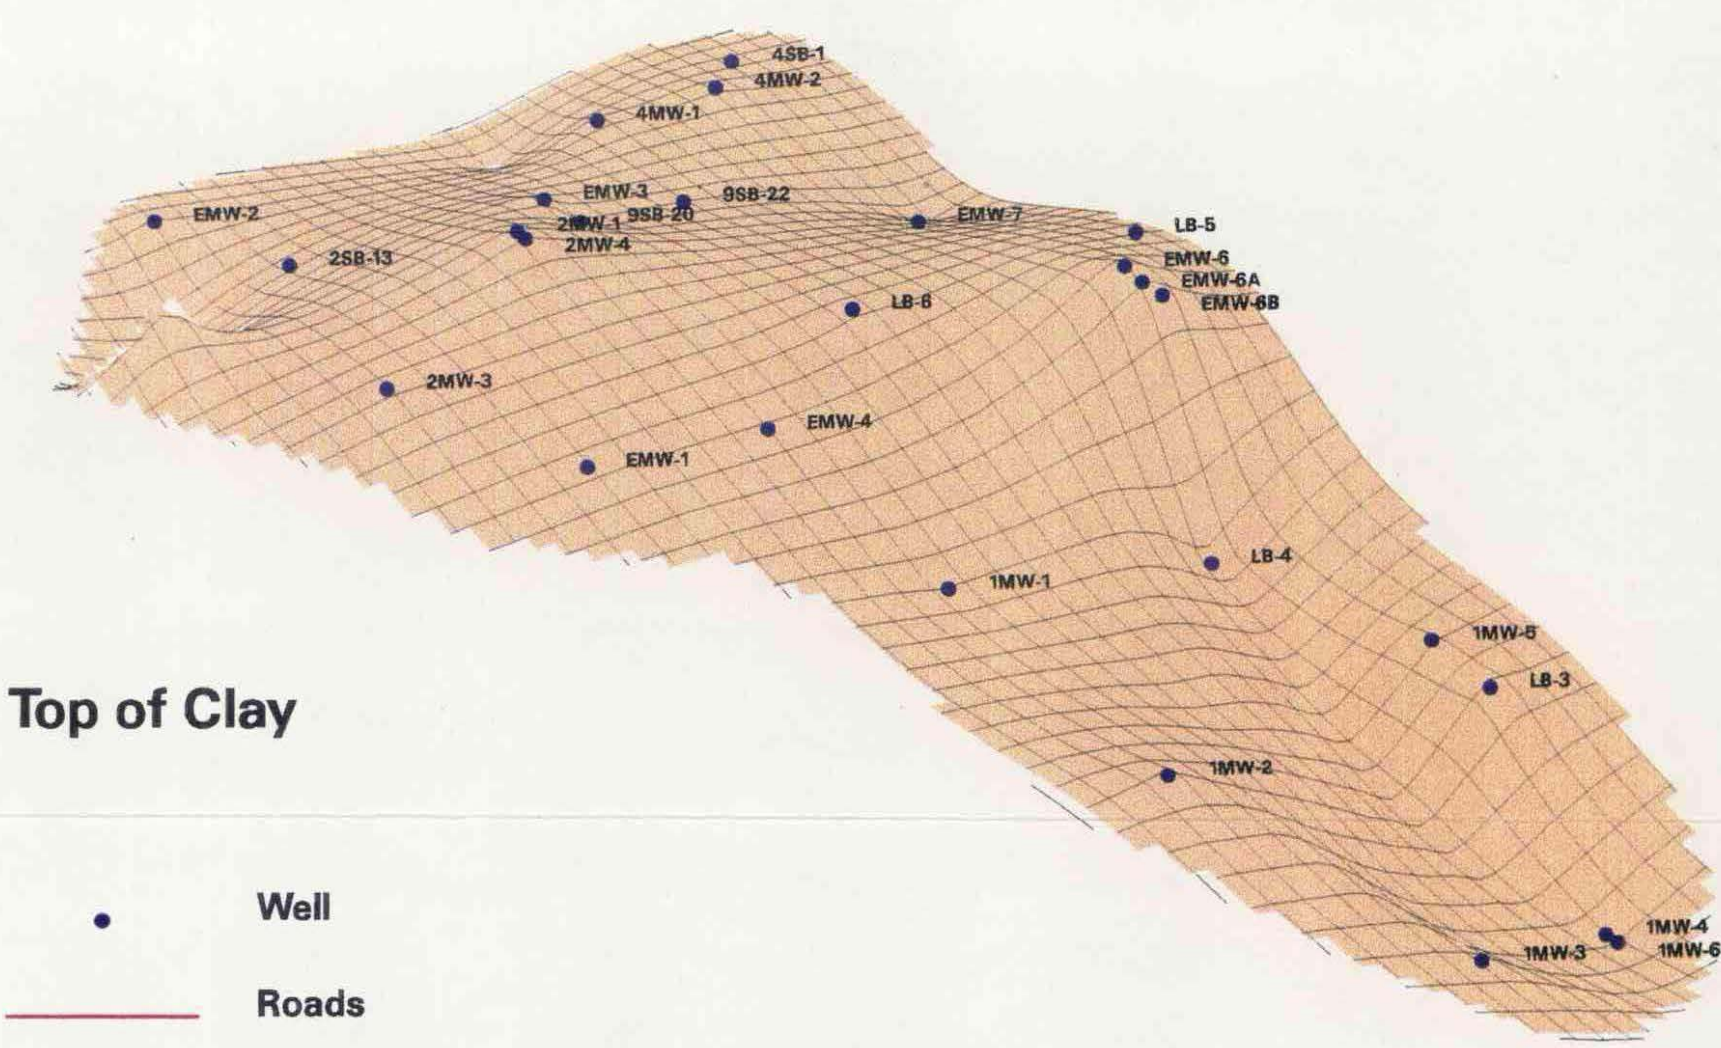 4SB-1
4MW-2
4MW-1
EMW-3
9SB-22
EMW-2
2MW-1
9SB-20
EMW-7
LB-5
2MW-4
2SB-13
EMW-6
EMW-6A
EMW-6B
LB-6
2MW-3
EMW-4
EMW-1
LB-4
1MW-1
1MW-5
LB-3
Top of Clay
1MW-2
Well
1MW-4
1MW-3
1MW-6
Roads